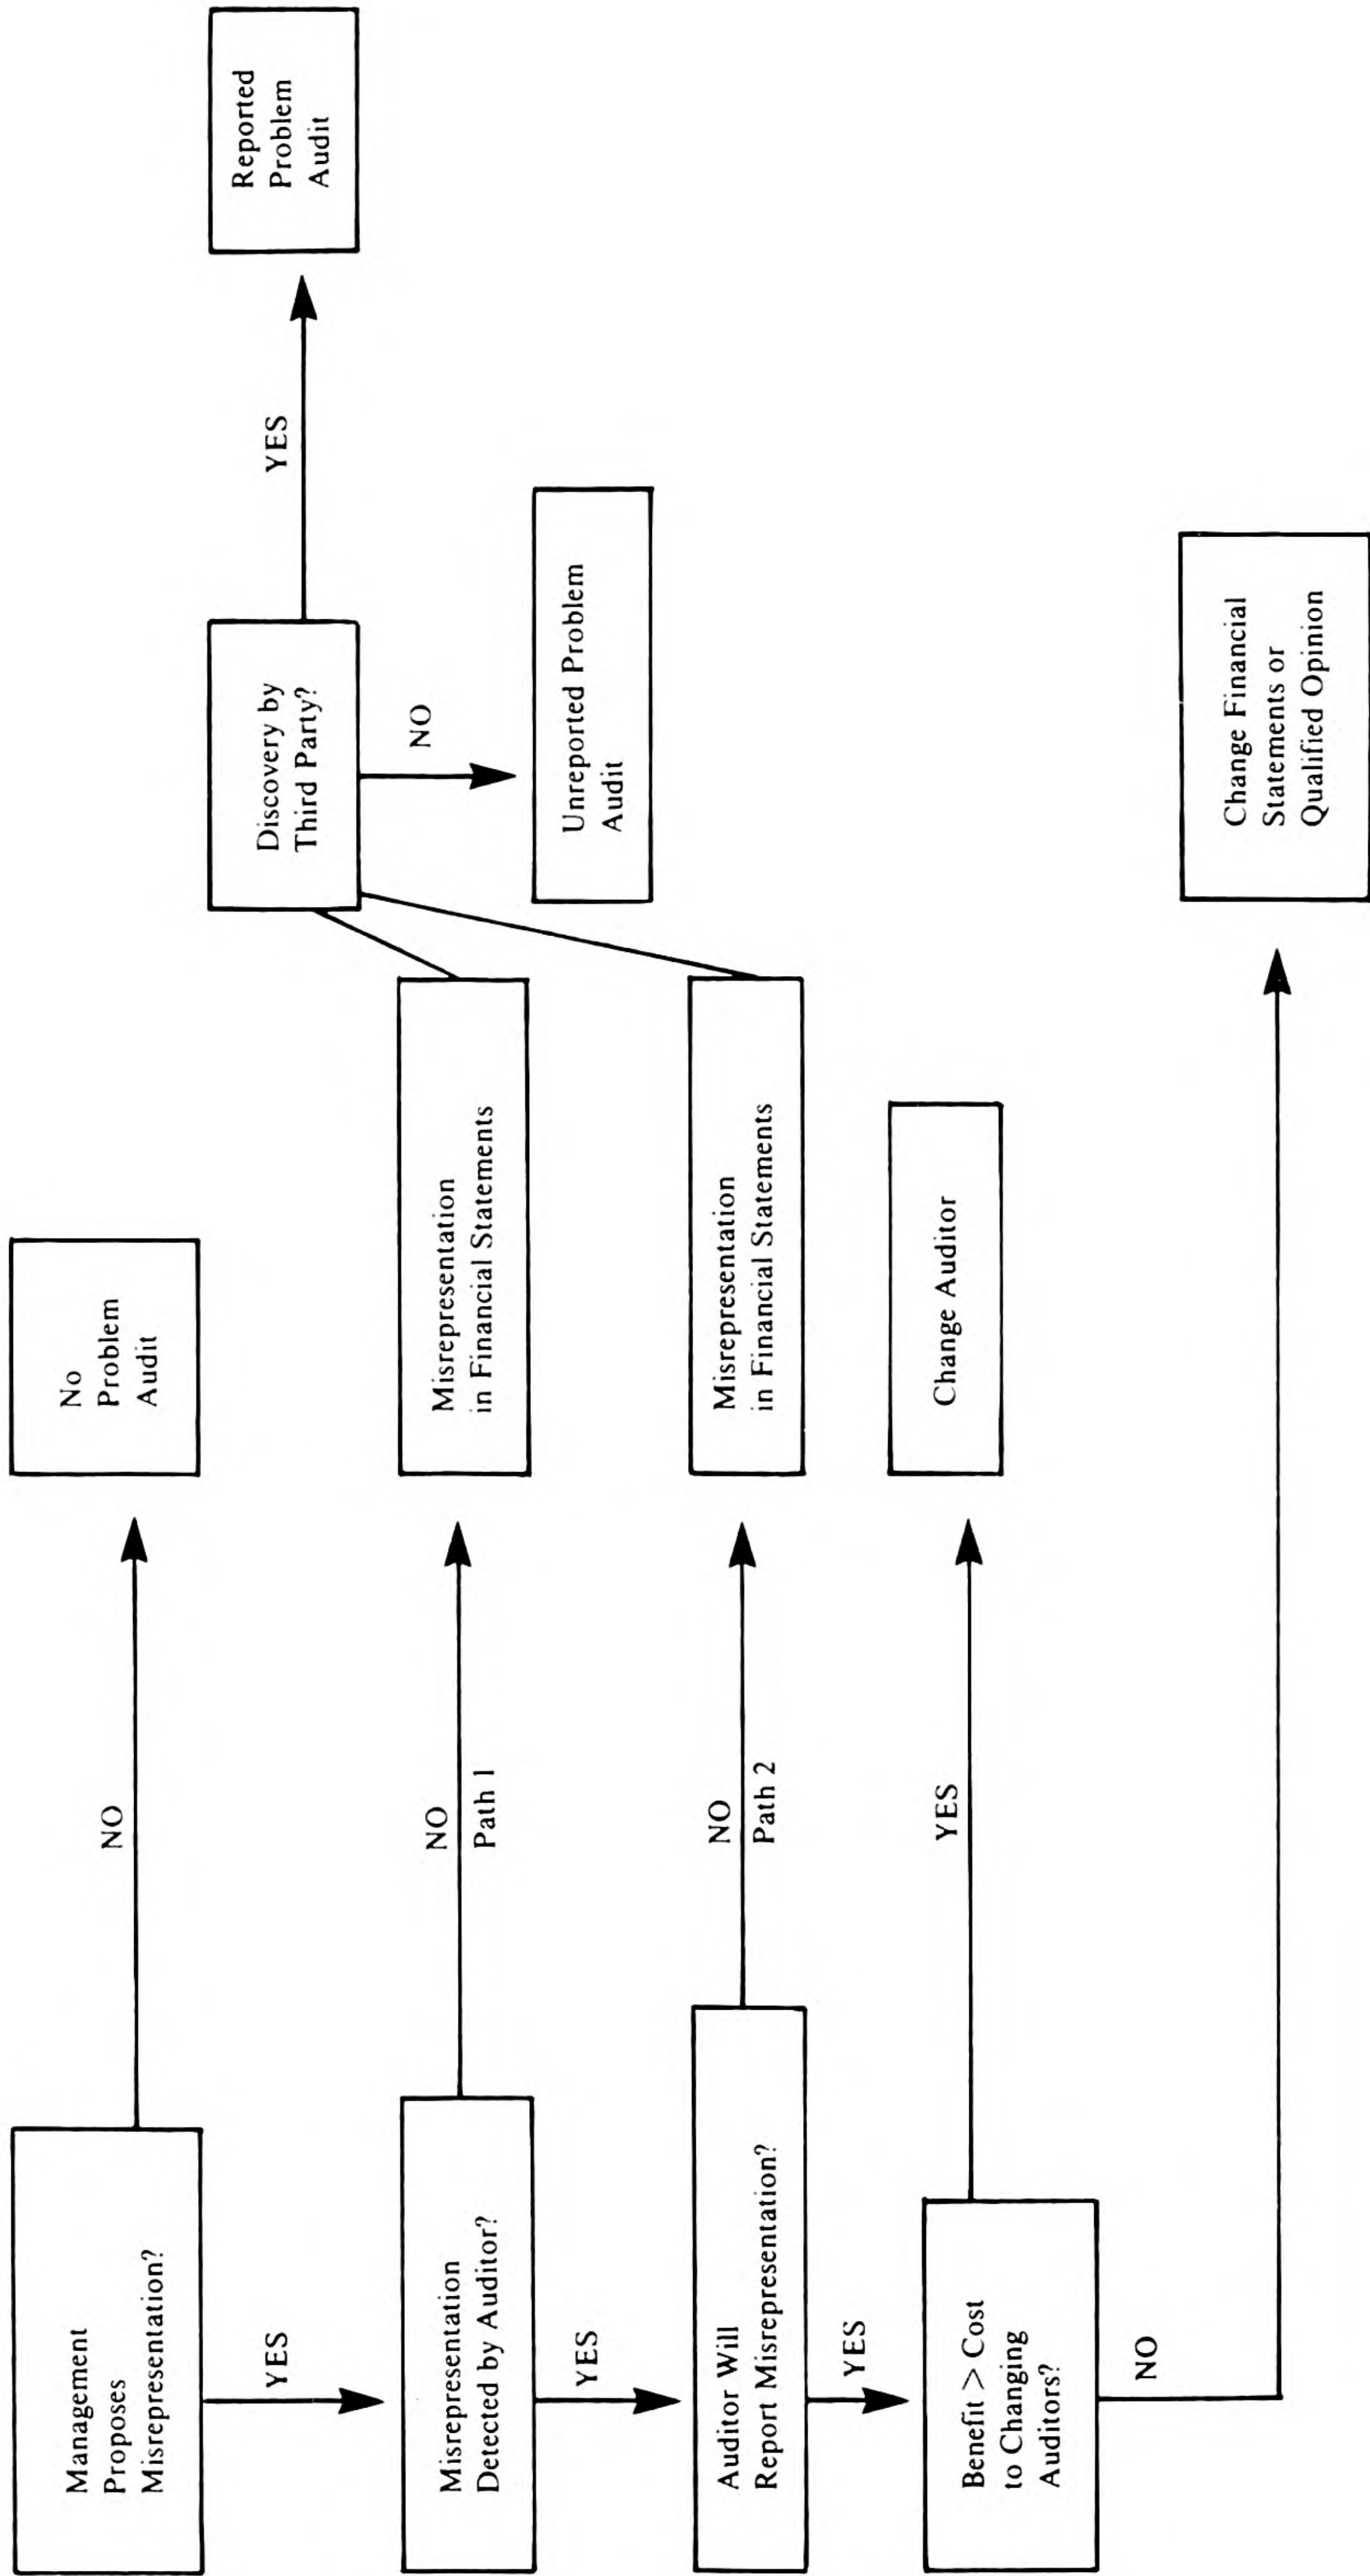 Management
Proposes
Misrepresentation?
NO
No
Problem
Audit
YES
Misrepresentation
Detected by Auditor?
NO
Path 1
Misrepresentation
in Financial Statements
Discovery by
Third Party?
YES
Reported
Problem
Audit
NO
Unreported Problem
Audit
YES
Auditor Will
Report Misrepresentation?
NO
Path 2
Misrepresentation
in Financial Statements
YES
Benefit > Cost
to Changing
Auditors?
YES
Change Auditor
NO
Change Financial
Statements or
Qualified Opinion